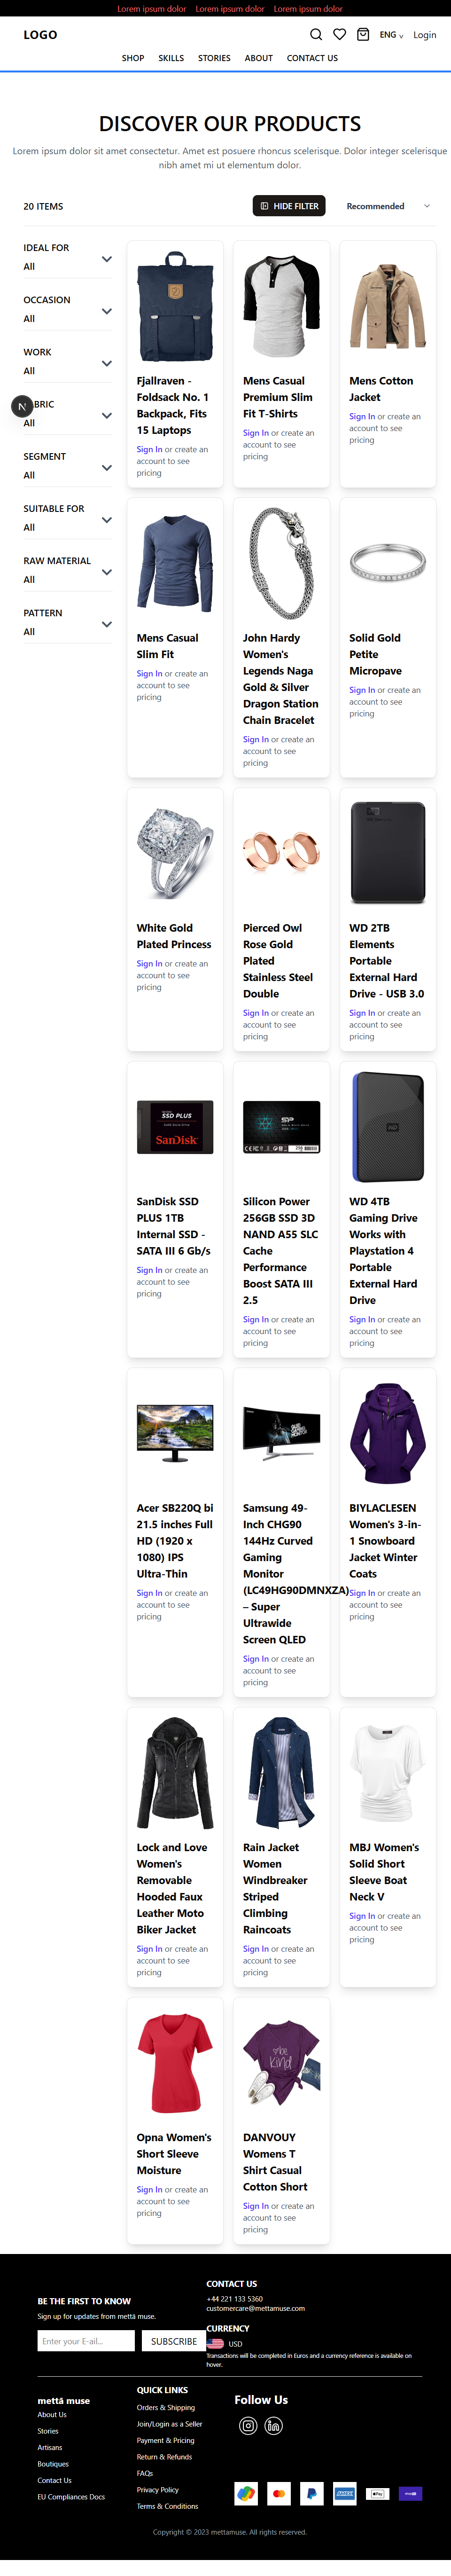 Lorem ipsum dolor Lorem ipsum dolor Lorem ipsum dolor
LOGO
ENG
Login
SHOP SKILLS STORIES ABOUT CONTACT US
DISCOVER OUR PRODUCTS
Lorem ipsum dolor sit amet consectetur. Amet est posuere rhoncus scelerisque. Dolor integer scelerisque
nibh amet mi ut elementum dolor.
20 ITEMS
HIDE FILTER
Recommended
IDEAL FOR
All
OCCASION
All
WORK
All
N
BRIC
All
SEGMENT
All
SUITABLE FOR
All
RAW MATERIAL
All
PATTERN
All
Fjallraven -
Foldsack No. 1
Backpack, Fits
15 Laptops
Sign In or create an
account to see
pricing
Mens Casual
Premium Slim
Fit T-Shirts
Sign In or create an
account to see
pricing
Mens Cotton
Jacket
Sign In or create an
account to see
pricing
Mens Casual
Slim Fit
Sign In or create an
account to see
pricing
John Hardy
Women's
Legends Naga
Gold & Silver
Dragon Station
Chain Bracelet
Sign In or create an
account to see
pricing
Solid Gold
Petite
Micropave
Sign In or create an
account to see
pricing
White Gold
Plated Princess
Sign In or create an
account to see
pricing
Pierced Owl
Rose Gold
Plated
Stainless Steel
Double
Sign In or create an
account to see
pricing
WD 2TB
Elements
Portable
External Hard
Drive - USB 3.0
Sign In or create an
account to see
pricing
SSD PLUS
SanDisk
SanDisk SSD
PLUS 1TB
Internal SSD -
SATA III 6 Gb/s
Sign In or create an
account to see
pricing
SP
Silicon Power
256GB SSD 3D
NAND A55 SLC
Cache
Performance
Boost SATA III
2.5
Sign In or create an
account to see
pricing
WD
WD 4TB
Gaming Drive
Works with
Playstation 4
Portable
External Hard
Drive
Sign In or create an
account to see
pricing
Acer SB220Q bi
21.5 inches Full
HD (1920 x
1080) IPS
Ultra-Thin
Sign In or create an
account to see
pricing
Samsung 49-
Inch CHG90
144Hz Curved
Gaming
Monitor
(LC49HG90DMNXZA)
– Super
Ultrawide
Screen QLED
Sign In or create an
account to see
pricing
BIYLACLESEN
Women's 3-in-
1 Snowboard
Jacket Winter
Coats
Sign In or create an
account to see
pricing
Lock and Love
Women's
Removable
Hooded Faux
Leather Moto
Biker Jacket
Sign In or create an
account to see
pricing
Rain Jacket
Women
Windbreaker
Striped
Climbing
Raincoats
Sign In or create an
account to see
pricing
MBJ Women's
Solid Short
Sleeve Boat
Neck V
Sign In or create an
account to see
pricing
Opna Women's
Short Sleeve
Moisture
Sign In or create an
account to see
pricing
be
kind
DANVOUY
Womens T
Shirt Casual
Cotton Short
Sign In or create an
account to see
pricing
BE THE FIRST TO KNOW
Sign up for updates from mettā muse.
Enter your E-ail...
SUBSCRIBE
CONTACT US
+44 221 133 5360
customercare@mettamuse.com
CURRENCY
USD
Transactions will be completed in Euros and a currency reference is available on
hover.
mettā muse
About Us
Stories
Artisans
Boutiques
Contact Us
EU Compliances Docs
QUICK LINKS
Orders & Shipping
Join/Login as a Seller
Payment & Pricing
Return & Refunds
FAQs
Privacy Policy
Terms & Conditions
Follow Us
Pay
Copyright © 2023 mettamuse. All rights reserved.